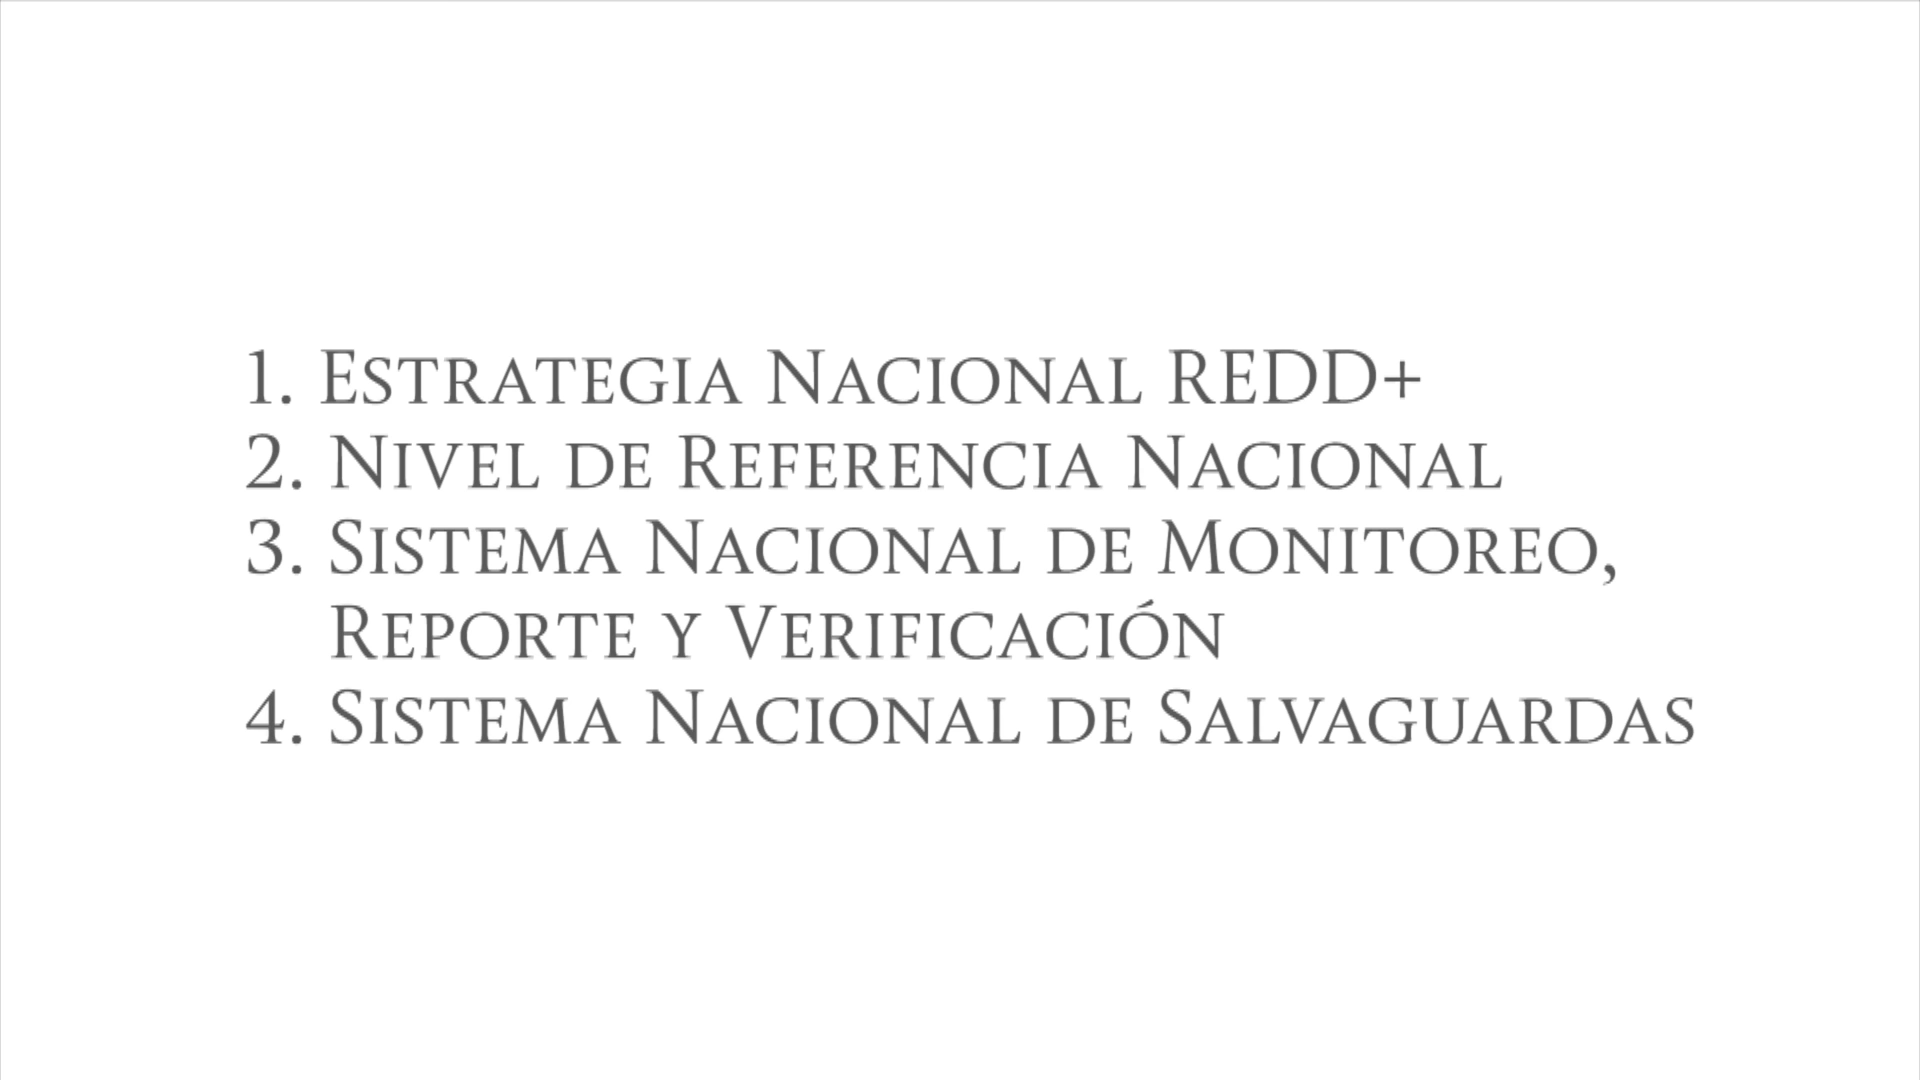 1. Estrategia Nacional REDD+
2. Nivel de Referencia Nacional
3. Sistema Nacional de Monitoreo,
Reporte y Verificación
4. Sistema Nacional de Salvaguardas